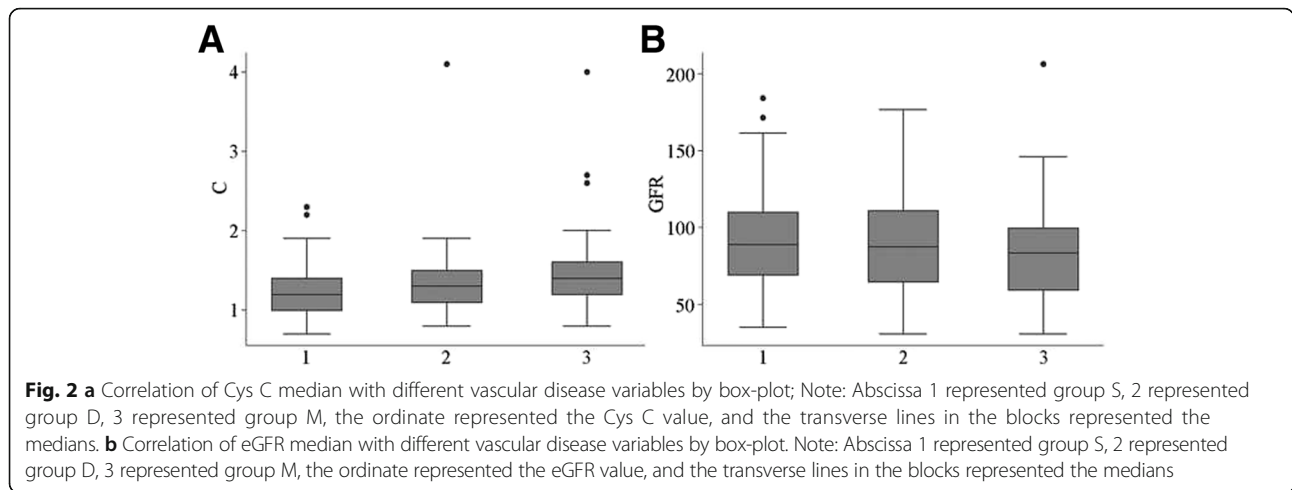 A
B
4
3
2
1
C
1
2
3
200
150
100
50
GFR
1
2
3
Fig. 2 a Correlation of Cys C median with different vascular disease variables by box-plot; Note: Abscissa 1 represented group S, 2 represented
group D, 3 represented group M, the ordinate represented the Cys C value, and the transverse lines in the blocks represented the
medians. b Correlation of eGFR median with different vascular disease variables by box-plot. Note: Abscissa 1 represented group S, 2 represented
group D, 3 represented group M, the ordinate represented the eGFR value, and the transverse lines in the blocks represented the medians